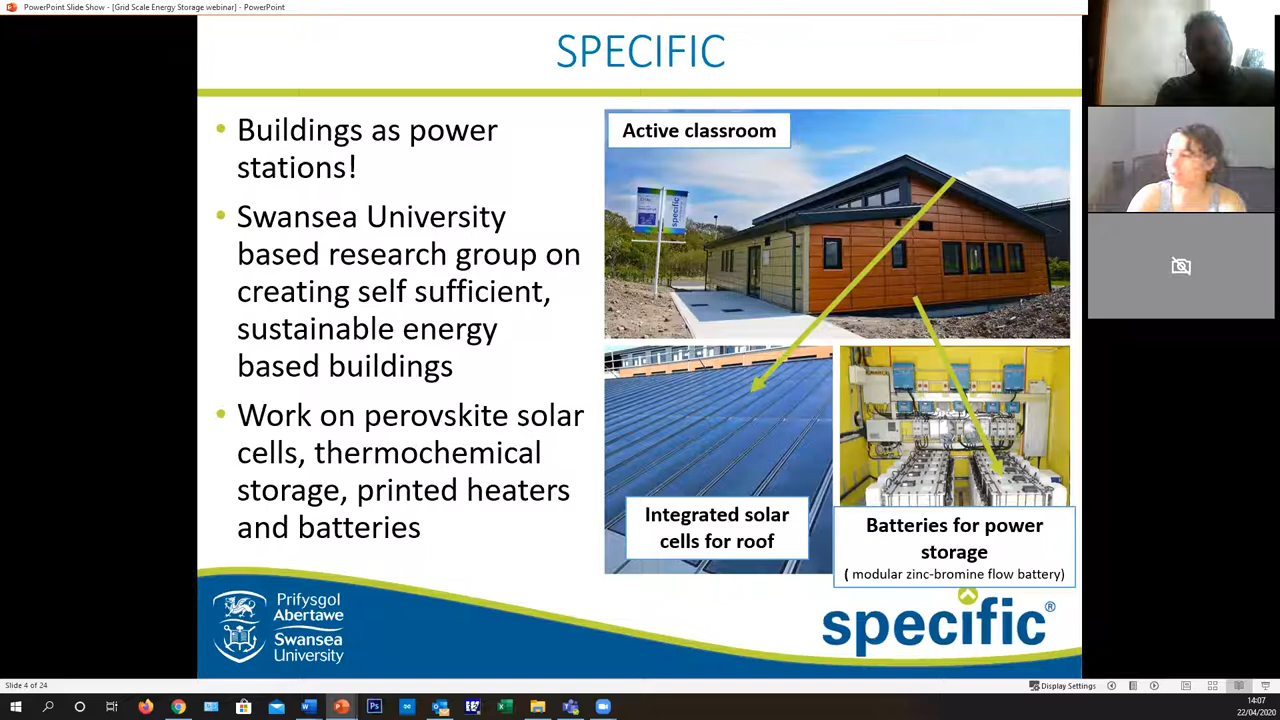 PowerPoint Slide Show - [Grid Scale Energy Storage webinar] - PowerPoint
SPECIFIC
• Buildings as power
stations!
• Swansea University
based research group on
creating self sufficient,
sustainable energy
based buildings
• Work on perovskite solar
cells, thermochemical
storage, printed heaters
and batteries
Active classroom
specific
Integrated solar
cells for roof
Batteries for power
storage
( modular zinc-bromine flow battery)
Prifysgol
Abertawe
Swansea
University
specific®
Slide 4 of 24
Display Settings
14:07
22/04/2020